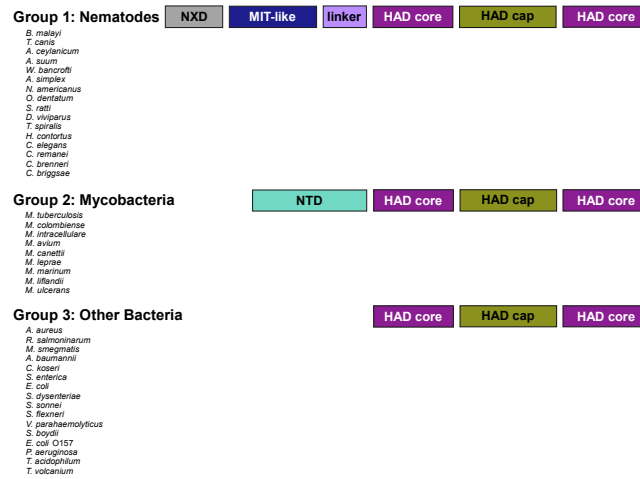 Group 1: Nematodes NXD MIT-like linker HAD core HAD cap HAD core
B. malayi
T. canis
A. ceylanicum
A. suum
W. bancrofti
A. simplex
N. americanus
O. dentatum
S. ratti
D. viviparus
T. spiralis
H. contortus
C. elegans
C. remanei
C. brenneri
C. briggsae
Group 2: Mycobacteria NTD HAD core HAD cap HAD core
M. tuberculosis
M. colombiense
M. intracellulare
M. avium
M. canettii
M. leprae
M. marinum
M. liflandii
M. ulcerans
Group 3: Other Bacteria HAD core HAD cap HAD core
A. aureus
R. salmoninarum
M. smegmatis
A. baumannii
C. koseri
S. enterica
E. coli
S. dysenteriae
S. sonnei
S. flexneri
V. parahaemolyticus
S. boydii
E. coli O157
P. aeruginosa
T. acidophilum
T. volcanium